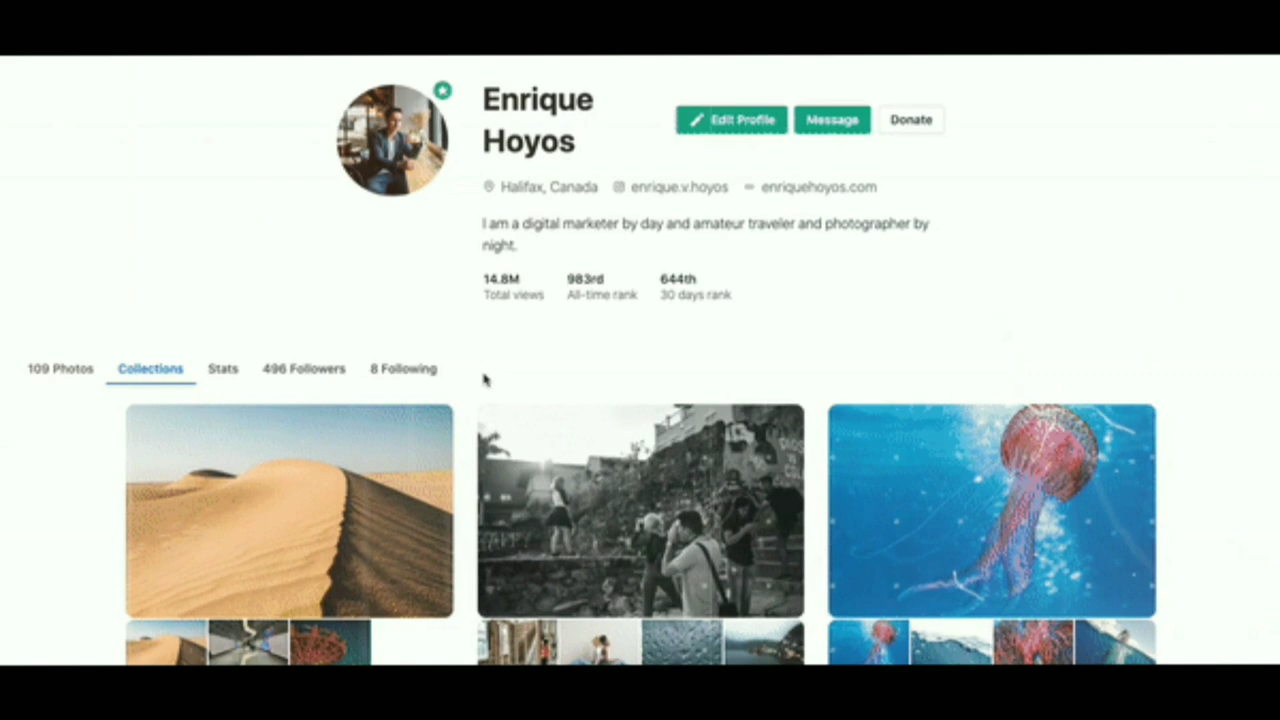 Enrique
Hoyos
Edit Profile
Message
Donate
Halifax, Canada
enrique.v.hoyos
enriquehoyos.com
I am a digital marketer by day and amateur traveler and photographer by
night.
14.8M
983rd
644th
Total views
All-time rank
30 days rank
109 Photos
Collections
Stats
496 Followers
8 Following